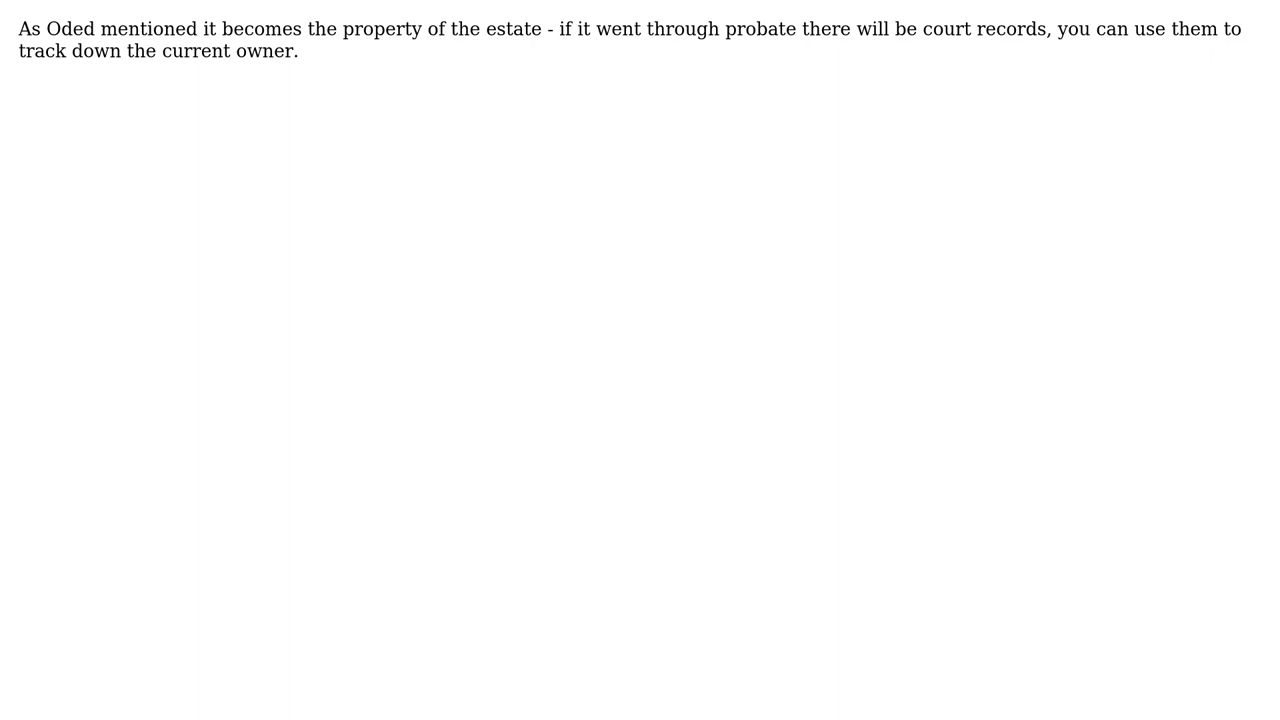 As Oded mentioned it becomes the property of the estate - if it went through probate there will be court records, you can use them to
track down the current owner.